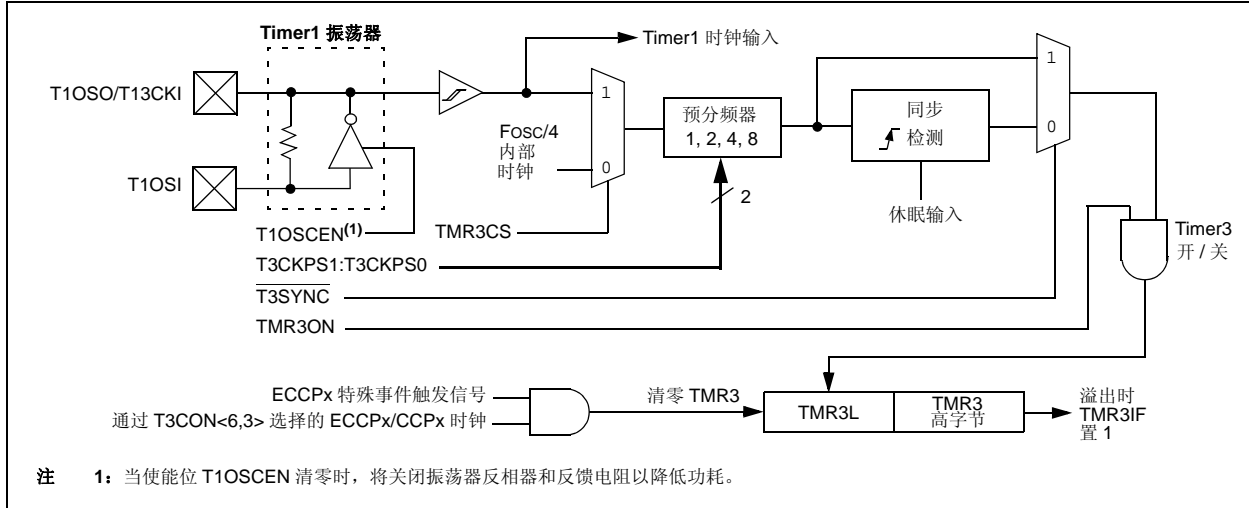 Timer1 振荡器
Timer1 时钟输入
T1OSO/T13CKI
1
1
FOSC/4
内部
时钟
预分频器
1, 2, 4, 8
同步
检测
0
0
T1OSI
2
休眠输入
T1OSCEN(1)
TMR3CS
Timer3
开 / 关
T3CKPS1:T3CKPS0
T3SYNC
TMR3ON
ECCPx 特殊事件触发信号
通过 T3CON<6,3> 选择的 ECCPx/CCPx 时钟
清零 TMR3
TMR3L
TMR3
高字节
溢出时
TMR3IF
置 1
注 1: 当使能位 T1OSCEN 清零时，将关闭振荡器反相器和反馈电阻以降低功耗。